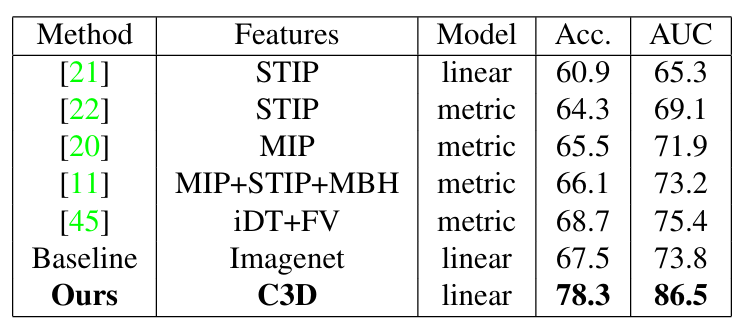 Method Features Model Acc. AUC
[21] STIP linear 60.9 65.3
[22] STIP metric 64.3 69.1
[20] MIP metric 65.5 71.9
[11] MIP+STIP+MBH metric 66.1 73.2
[45] iDT+FV metric 68.7 75.4
Baseline Imagenet linear 67.5 73.8
Ours C3D linear 78.3 86.5